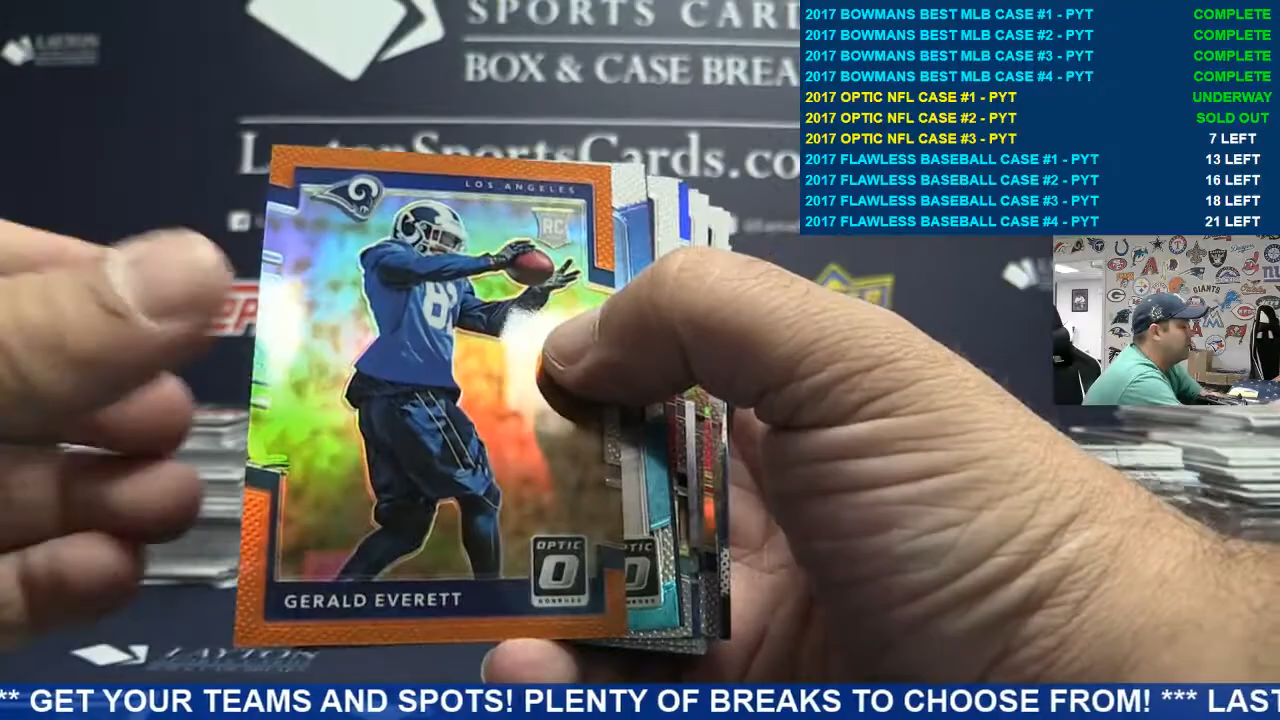 SPORTS CAR
BOX & CASE BREA
LaytonSportsCards.co
2017 BOWMANS BEST MLB CASE #1 - PYT COMPLETE
2017 BOWMANS BEST MLB CASE #2 - PYT COMPLETE
2017 BOWMANS BEST MLB CASE #3 - PYT COMPLETE
2017 BOWMANS BEST MLB CASE #4 - PYT COMPLETE
2017 OPTIC NFL CASE #1 - PYT UNDERWAY
2017 OPTIC NFL CASE #2 - PYT SOLD OUT
2017 OPTIC NFL CASE #3 - PYT 7 LEFT
2017 FLAWLESS BASEBALL CASE #1 - PYT 13 LEFT
2017 FLAWLESS BASEBALL CASE #2 - PYT 16 LEFT
2017 FLAWLESS BASEBALL CASE #3 - PYT 18 LEFT
2017 FLAWLESS BASEBALL CASE #4 - PYT 21 LEFT
LOS ANGELES
RC
OPTIC
O
DONRUSS
GERALD EVERETT
LAYTON
** GET YOUR TEAMS AND SPOTS! PLENTY OF BREAKS TO CHOOSE FROM! *** LAST